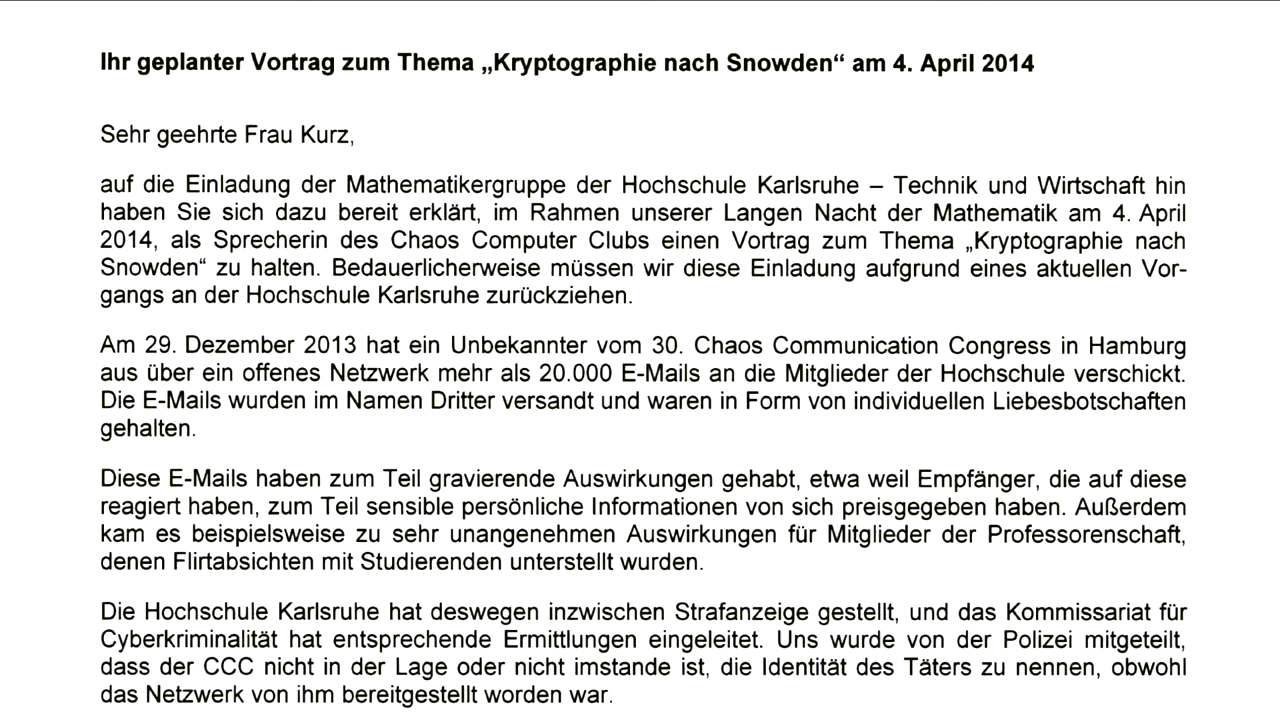 Ihr geplanter Vortrag zum Thema „Kryptographie nach Snowden“ am 4. April 2014
Sehr geehrte Frau Kurz,
auf die Einladung der Mathematikergruppe der Hochschule Karlsruhe – Technik und Wirtschaft hin
haben Sie sich dazu bereit erklärt, im Rahmen unserer Langen Nacht der Mathematik am 4. April
2014, als Sprecherin des Chaos Computer Clubs einen Vortrag zum Thema „Kryptographie nach
Snowden“ zu halten. Bedauerlicherweise müssen wir diese Einladung aufgrund eines aktuellen Vor-
gangs an der Hochschule Karlsruhe zurückziehen.
Am 29. Dezember 2013 hat ein Unbekannter vom 30. Chaos Communication Congress in Hamburg
aus über ein offenes Netzwerk mehr als 20.000 E-Mails an die Mitglieder der Hochschule verschickt.
Die E-Mails wurden im Namen Dritter versandt und waren in Form von individuellen Liebesbotschaften
gehalten.
Diese E-Mails haben zum Teil gravierende Auswirkungen gehabt, etwa weil Empfänger, die auf diese
reagiert haben, zum Teil sensible persönliche Informationen von sich preisgegeben haben. Außerdem
kam es beispielsweise zu sehr unangenehmen Auswirkungen für Mitglieder der Professorenschaft,
denen Flirtabsichten mit Studierenden unterstellt wurden.
Die Hochschule Karlsruhe hat deswegen inzwischen Strafanzeige gestellt, und das Kommissariat für
Cyberkriminalität hat entsprechende Ermittlungen eingeleitet. Uns wurde von der Polizei mitgeteilt,
dass der CCC nicht in der Lage oder nicht imstande ist, die Identität des Täters zu nennen, obwohl
das Netzwerk von ihm bereitgestellt worden war.